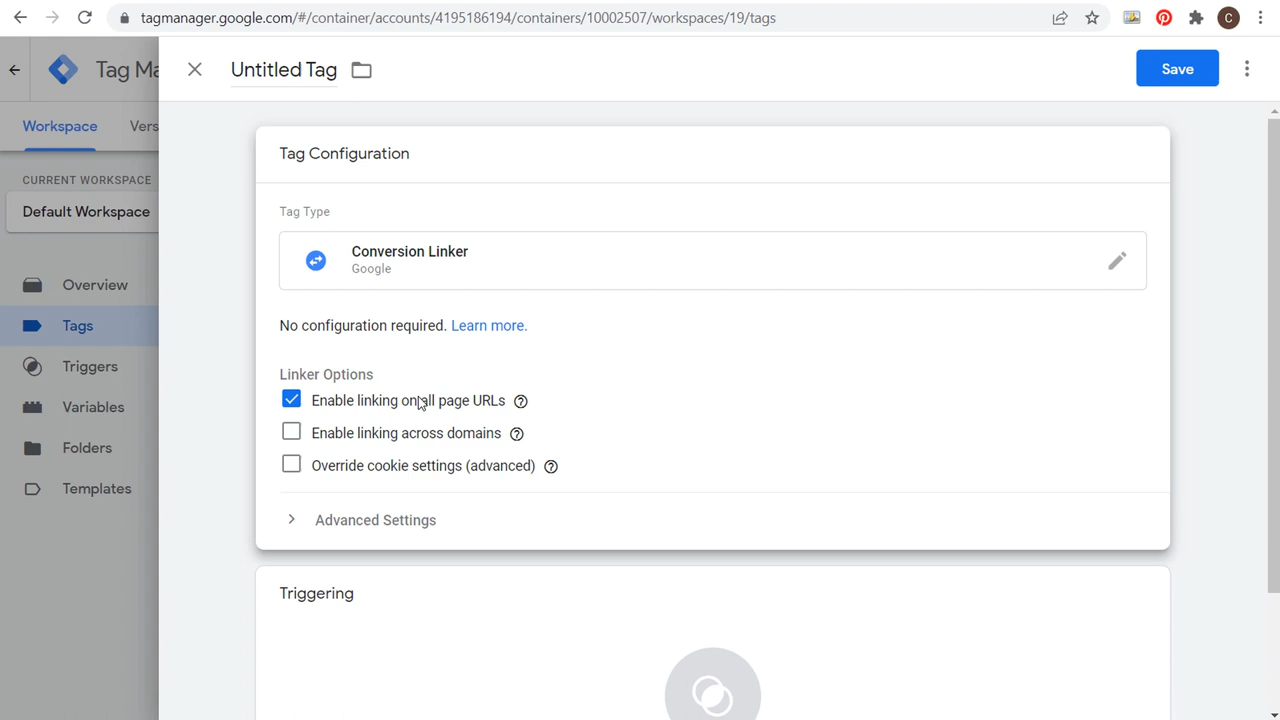 tagmanager.google.com/#/container/accounts/4195186194/containers/10002507/workspaces/19/tags
C
Tag Ma
Untitled Tag
Save
Workspace
Vers
Tag Configuration
CURRENT WORKSPACE
Default Workspace
Tag Type
Conversion Linker
Google
Overview
Tags
Triggers
Variables
Folders
Templates
No configuration required. Learn more.
Linker Options
Enable linking on all page URLs
Enable linking across domains
Override cookie settings (advanced)
Advanced Settings
Triggering